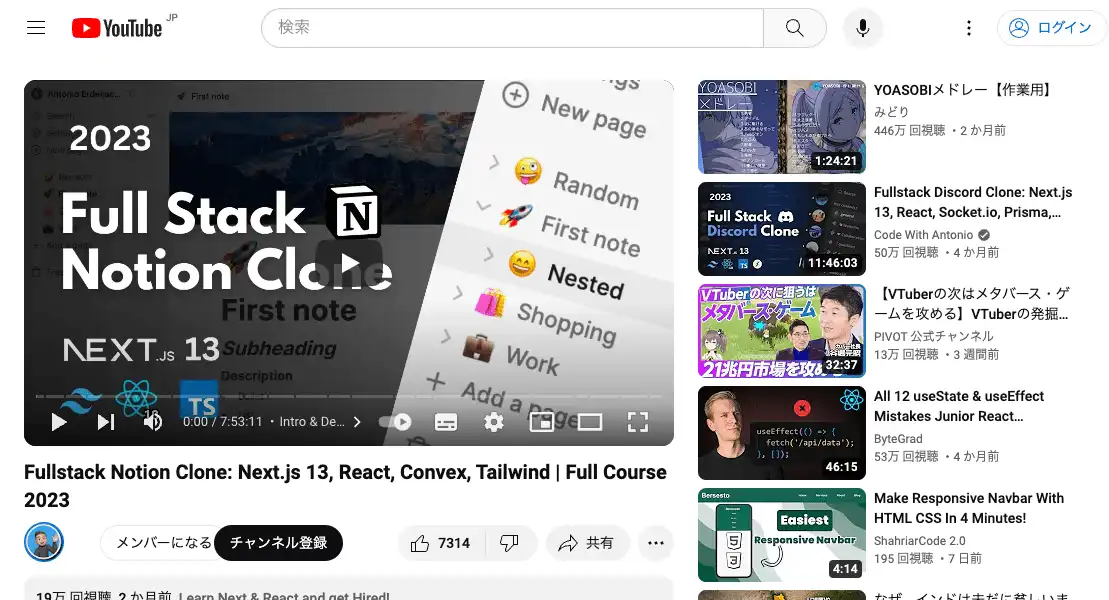 YouTube JP
検索
ログイン
Antonio Erdeljac...
First note
2023
Full Stack
Notion Clone
First note
Subheading
Description
NEXT.JS 13
TS
New page
Random
First note
Nested
Shopping
Work
Add a page
16
0:00 / 7:53:11 • Intro & De...
Fullstack Notion Clone: Next.js 13, React, Convex, Tailwind | Full Course
2023
メンバーになる
チャンネル登録
7314
共有
19万 回視聴 2 か月前 Learn Next & React and get Hired!
YOASOBI
メドレー
1:24:21
YOASOBIメドレー【作業用】
みどり
446万 回視聴 ・2 か月前
2023
Full Stack
Discord Clone
NEXT.JS 13
TS
11:46:03
Fullstack Discord Clone: Next.js
13, React, Socket.io, Prisma,...
Code With Antonio
50万 回視聴 ・4 か月前
VTuberの次に狙うは
メタバース・ゲーム
21兆円市場を攻め
32:37
【VTuberの次はメタバース・ゲ
ームを攻める】VTuberの発掘...
PIVOT 公式チャンネル
13万 回視聴 ・3 週間前
useEffect(() => {
fetch('/api/data');
}, []);
46:15
All 12 useState & useEffect
Mistakes Junior React...
ByteGrad
53万 回視聴 ・4 か月前
Bersesto
Easiest
Responsive Navbar
4:14
Make Responsive Navbar With
HTML CSS In 4 Minutes!
ShahriarCode 2.0
195 回視聴 ・7 日前
なぜ、インドは未だに貧しいま